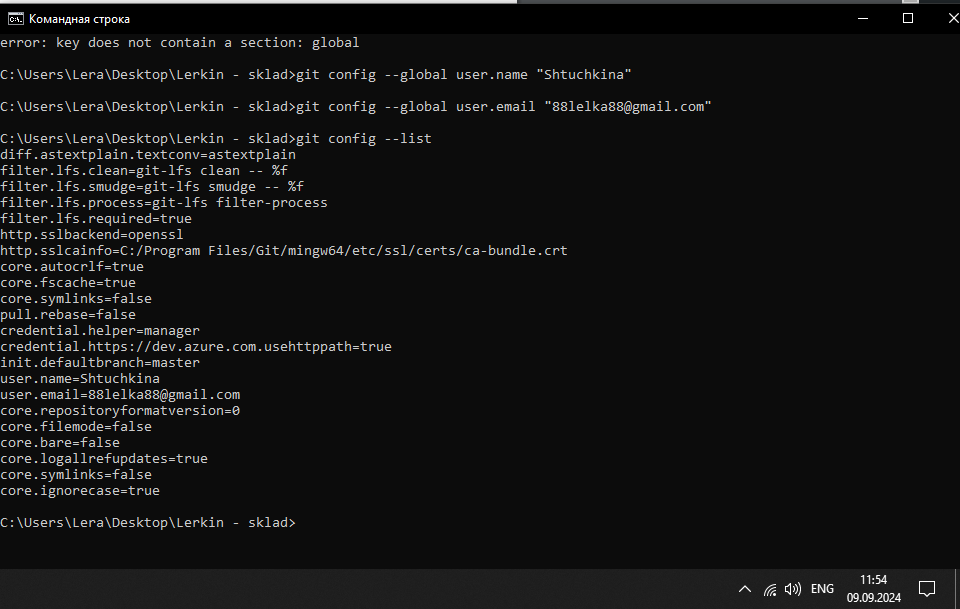 Командная строка
error: key does not contain a section: global
C:\Users\Lera\Desktop\Lerkin - sklad>git config --global user.name "Shtuchkina"
C:\Users\Lera\Desktop\Lerkin - sklad>git config --global user.email "88lelka88@gmail.com"
C:\Users\Lera\Desktop\Lerkin - sklad>git config --list
diff.astextplain.textconv=astextplain
filter.lfs.clean=git-lfs clean -- %f
filter.lfs.smudge=git-lfs smudge -- %f
filter.lfs.process=git-lfs filter-process
filter.lfs.required=true
http.sslbackend=openssl
http.sslcainfo=C:/Program Files/Git/mingw64/etc/ssl/certs/ca-bundle.crt
core.autocrlf=true
core.fscache=true
core.symlinks=false
pull.rebase=false
credential.helper=manager
credential.https://dev.azure.com.usehttppath=true
init.defaultbranch=master
user.name=Shtuchkina
user.email=88lelka88@gmail.com
core.repositoryformatversion=0
core.filemode=false
core.bare=false
core.logallrefupdates=true
core.symlinks=false
core.ignorecase=true
C:\Users\Lera\Desktop\Lerkin - sklad>
ENG
11:54
09.09.2024